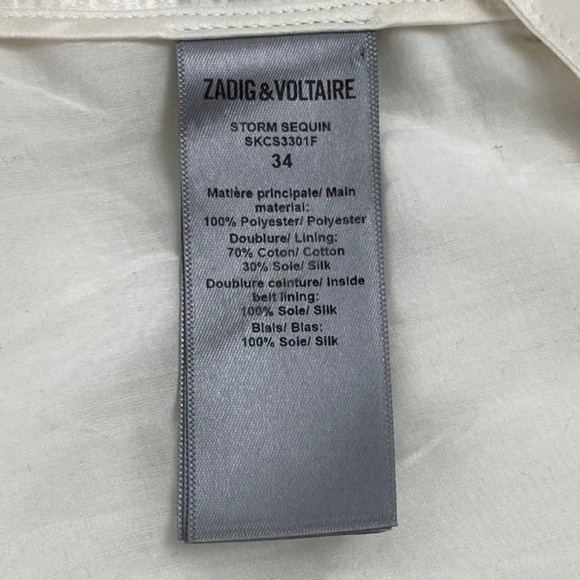 ZADIG&VOLTAIRE
STORM SEQUIN
SKCS3301F
34
Matière principale/ Main
material:
100% Polyester/ Polyester
Doublure/ Lining:
70% Coton/ Cotton
30% Soie/ Silk
Doublure ceinture/ Inside
belt lining:
100% Soie/ Silk
Biais/ Bias:
100% Soie/ Silk